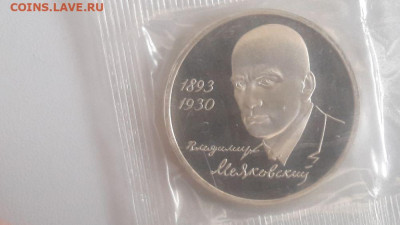 COINS.LAVE.RU
1893
1930
Владимир
Маяковский